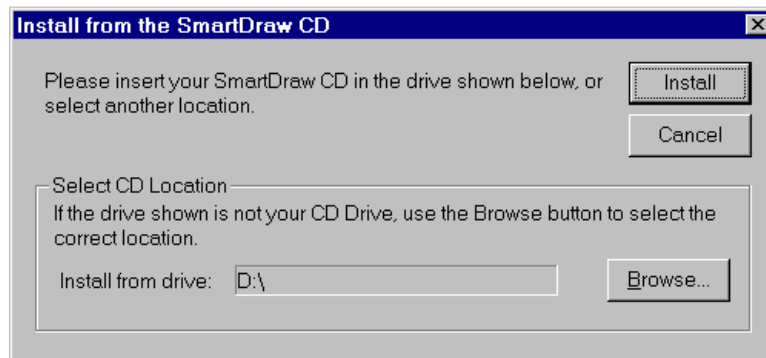 Install from the SmartDraw CD
Please insert your SmartDraw CD in the drive shown below, or
select another location.
Install
Cancel
Select CD Location
If the drive shown is not your CD Drive, use the Browse button to select the
correct location.
Install from drive: D:\ Browse...